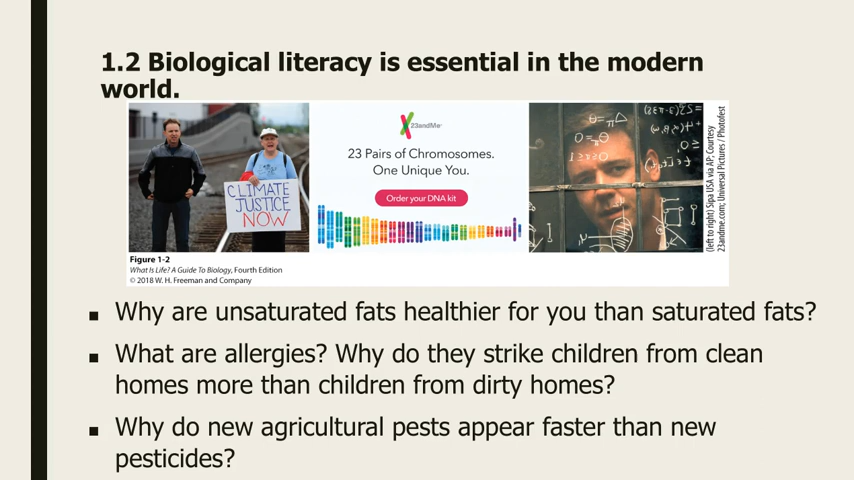 1.2 Biological literacy is essential in the modern
world.
CLIMATE
JUSTICE
NOW
23andMe
23 Pairs of Chromosomes.
One Unique You.
Order your DNA kit
(left to right) Sipa USA via AP; Courtesy
23andme.com; Universal Pictures / Photofest
Figure 1-2
What Is Life? A Guide To Biology, Fourth Edition
© 2018 W. H. Freeman and Company
■ Why are unsaturated fats healthier for you than saturated fats?
■ What are allergies? Why do they strike children from clean
homes more than children from dirty homes?
■ Why do new agricultural pests appear faster than new
pesticides?